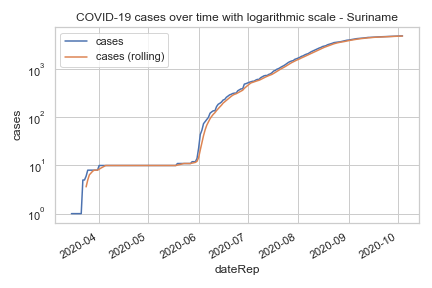 COVID-19 cases over time with logarithmic scale - Suriname
cases
cases (rolling)
10³
10²
10¹
10⁰
cases
2020-04
2020-05
2020-06
2020-07
2020-08
2020-09
2020-10
dateRep